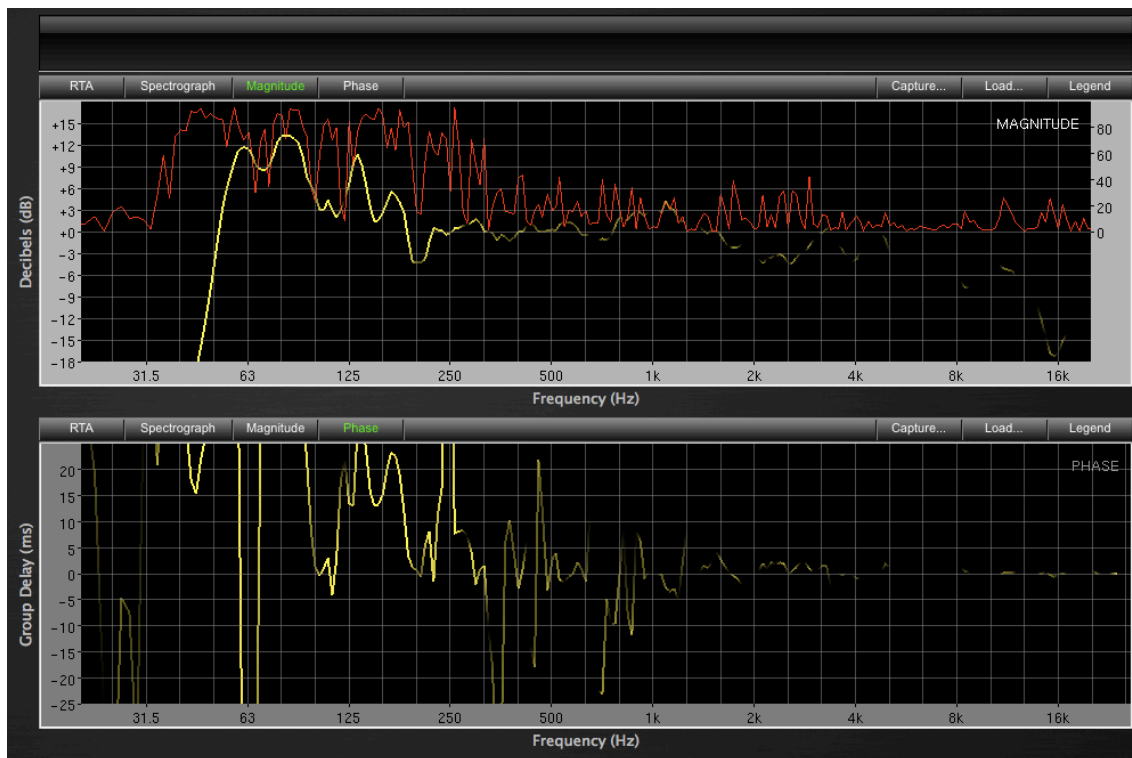 RTA Spectrograph Magnitude Phase Capture... Load... Legend
MAGNITUDE
Decibels (dB)
+15
+12
+9
+6
+3
+0
-3
-6
-9
-12
-15
-18
80
60
40
20
0
31.5 63 125 250 500 1k 2k 4k 8k 16k
Frequency (Hz)
RTA Spectrograph Magnitude Phase Capture... Load... Legend
PHASE
Group Delay (ms)
20
15
10
5
0
-5
-10
-15
-20
-25
31.5 63 125 250 500 1k 2k 4k 8k 16k
Frequency (Hz)